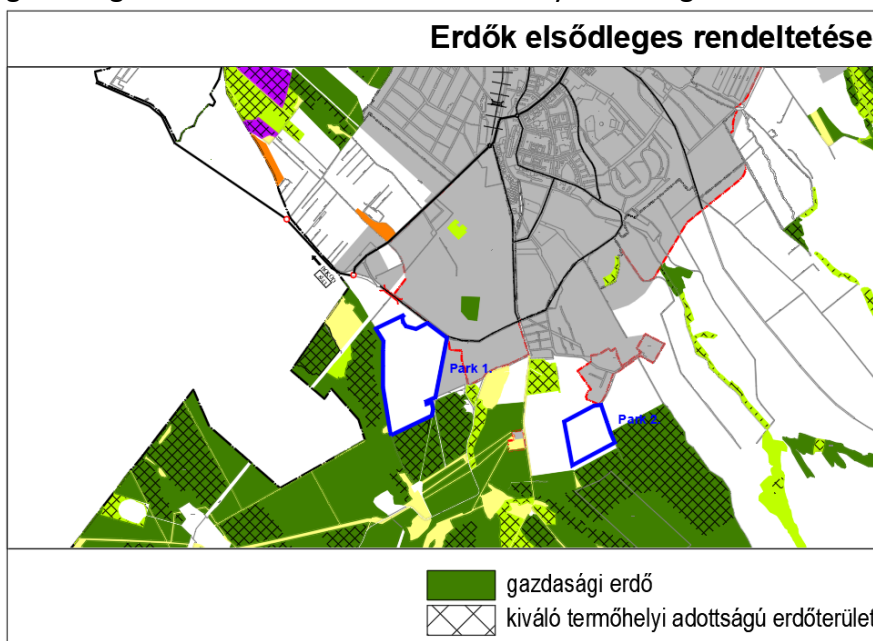 Erdők elsődleges rendeltetése
Park 1.
Park 2.
gazdasági erdő
kiváló termőhelyi adottságú erdőterület